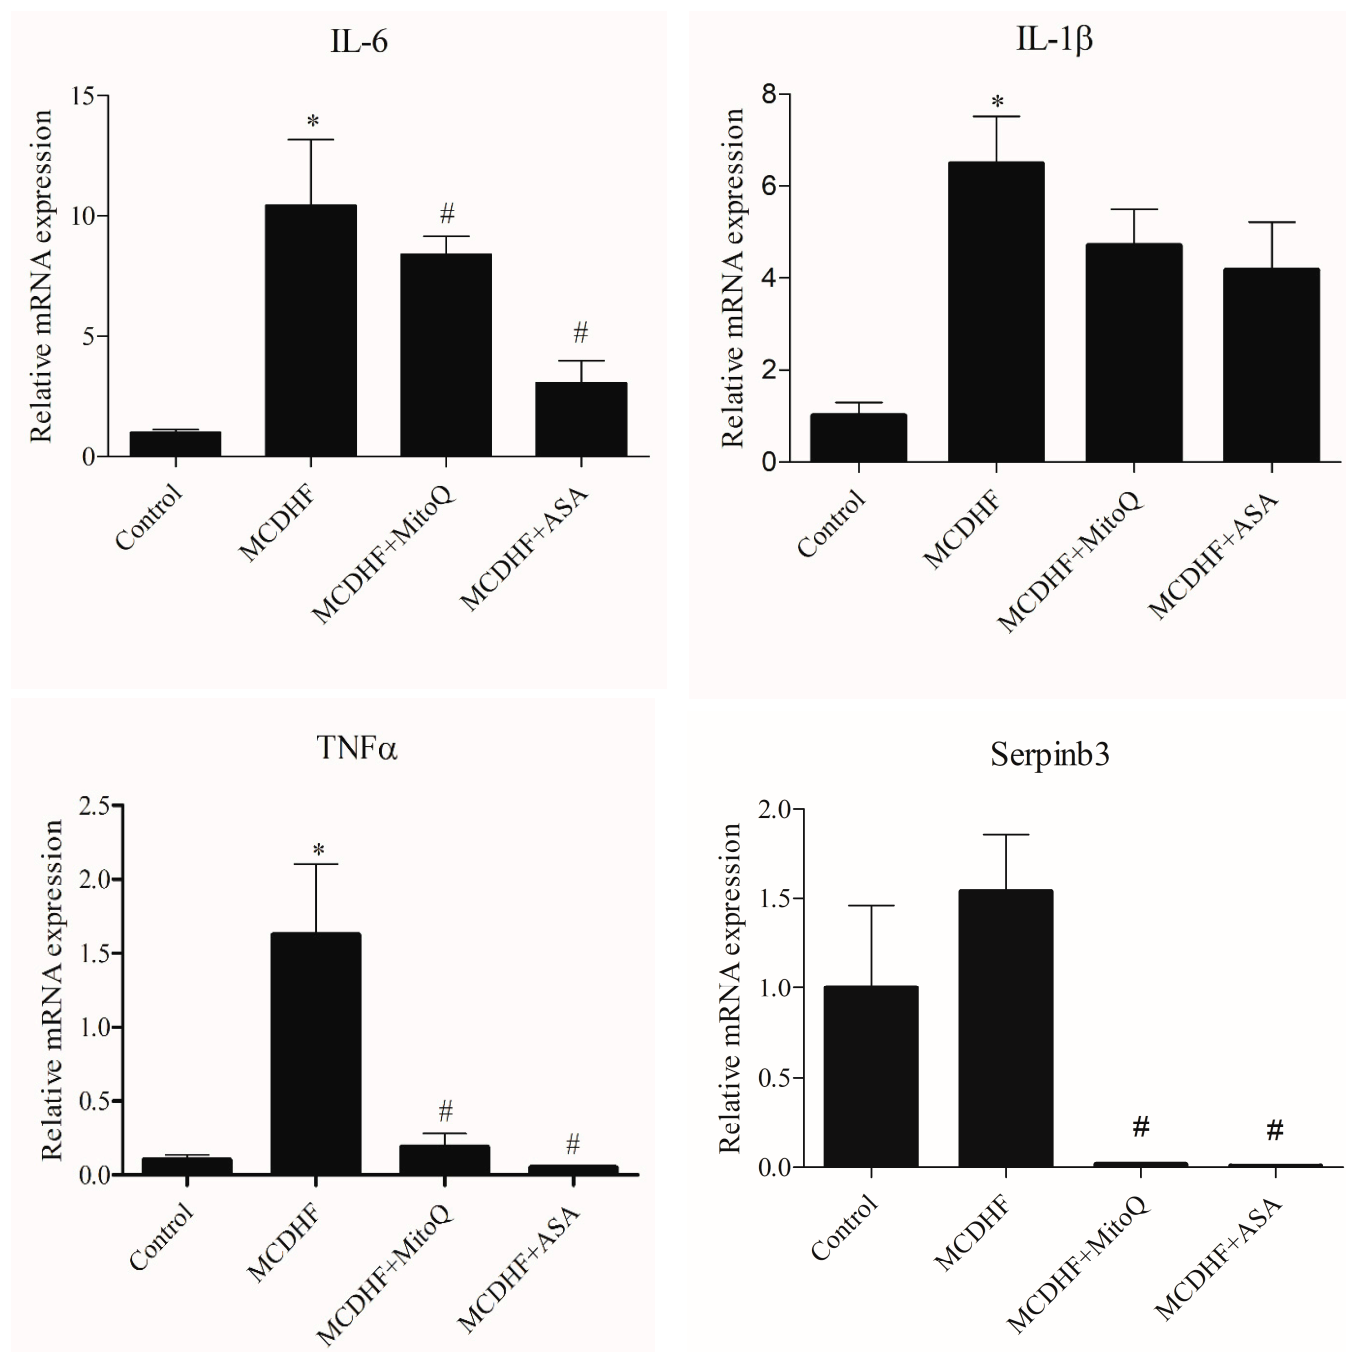 IL-6
Relative mRNA expression
15
10
5
0
*
#
#
Control
MCDHF
MCDHF+MitoQ
MCDHF+ASA
IL-1β
Relative mRNA expression
8
6
4
2
0
*
Control
MCDHF
MCDHF+MitoQ
MCDHF+ASA
TNFα
Relative mRNA expression
2.5
2.0
1.5
1.0
0.5
0.0
*
#
#
Control
MCDHF
MCDHF+MitoQ
MCDHF+ASA
Serpinb3
Relative mRNA expression
2.0
1.5
1.0
0.5
0.0
#
#
Control
MCDHF
MCDHF+MitoQ
MCDHF+ASA